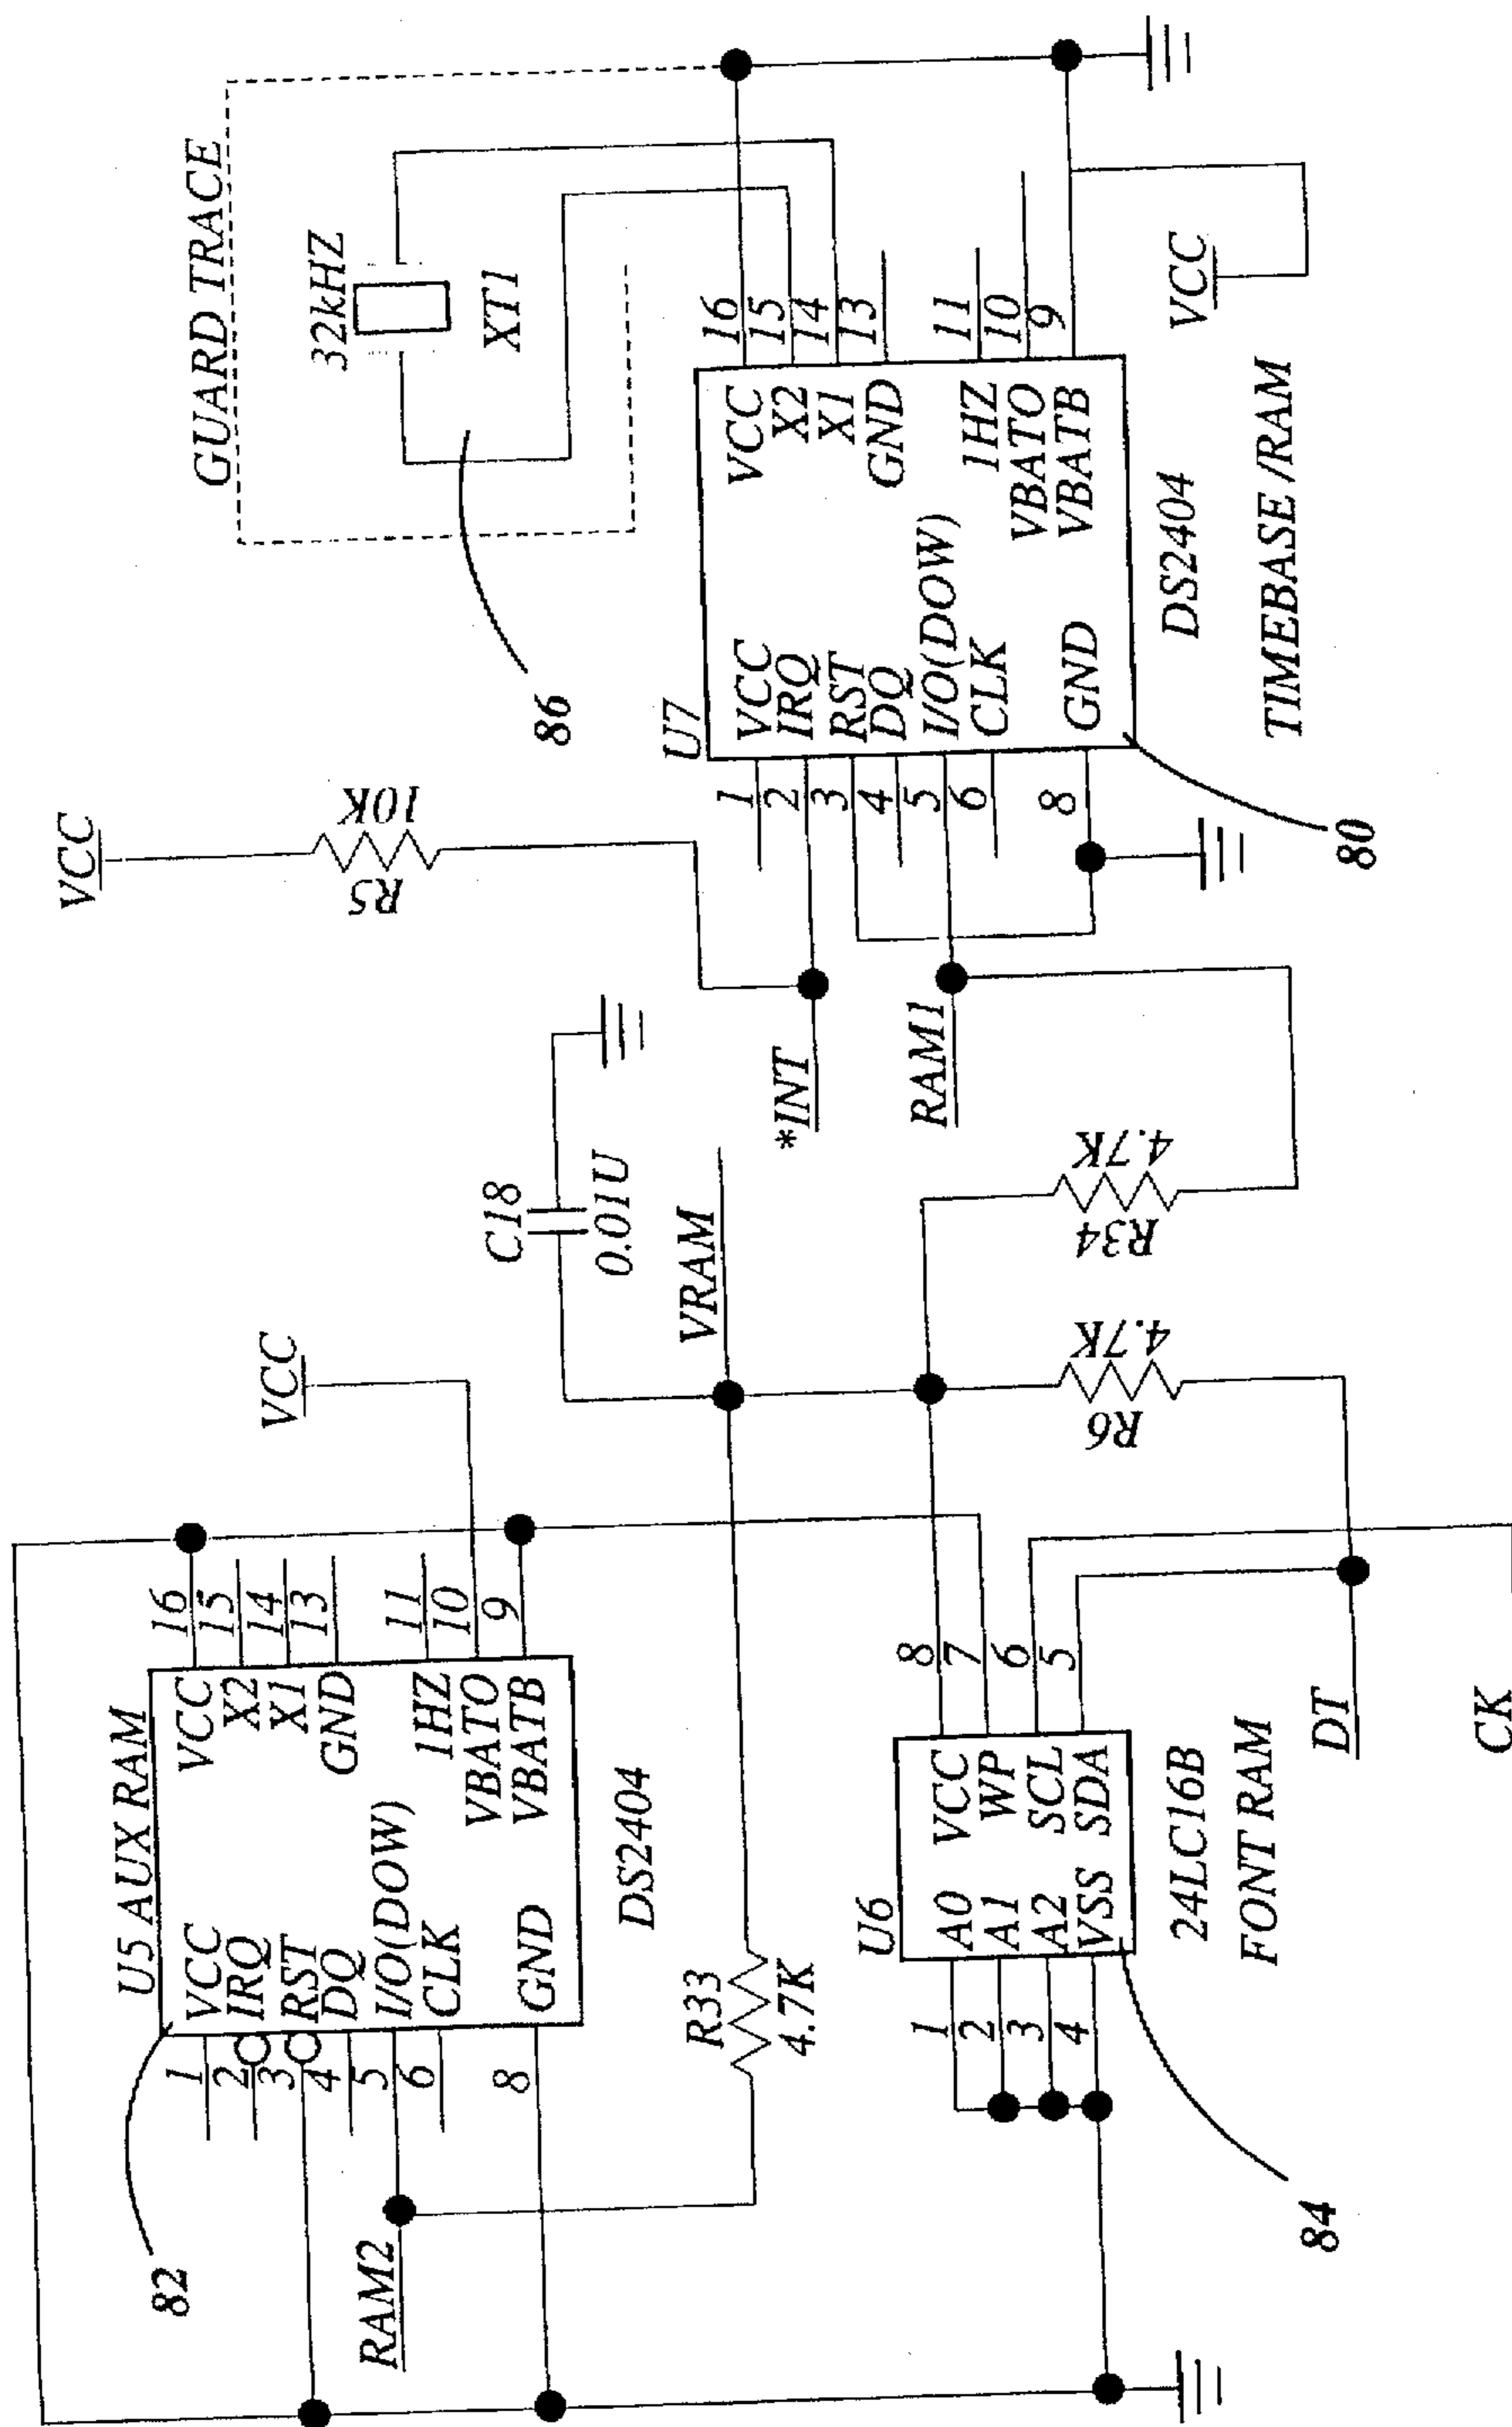 U5 AUX RAM
VCC
IRQ
RST
DQ
I/O(DOW)
CLK
GND
VCC
X2
X1
GND
1HZ
VBATO
VBATB
1
2
3
4
5
6
8
16
15
14
13
11
10
9
DS2404
82
RAM2
VCC
R33
4.7K
C18
0.01U
VRAM
U6
A0
A1
A2
VSS
VCC
WP
SCL
SDA
1
2
3
4
8
7
6
5
24LC16B
FONT RAM
84
DT
CK
R6
4.7K
R34
4.7K
VCC
R5
10K
*INT
RAM1
U7
VCC
IRQ
RST
DQ
I/O(DOW)
CLK
GND
VCC
X2
X1
GND
1HZ
VBATO
VBATB
1
2
3
4
5
6
8
16
15
14
13
11
10
9
DS2404
TIMEBASE /RAM
80
86
GUARD TRACE
32kHZ
XT1
VCC